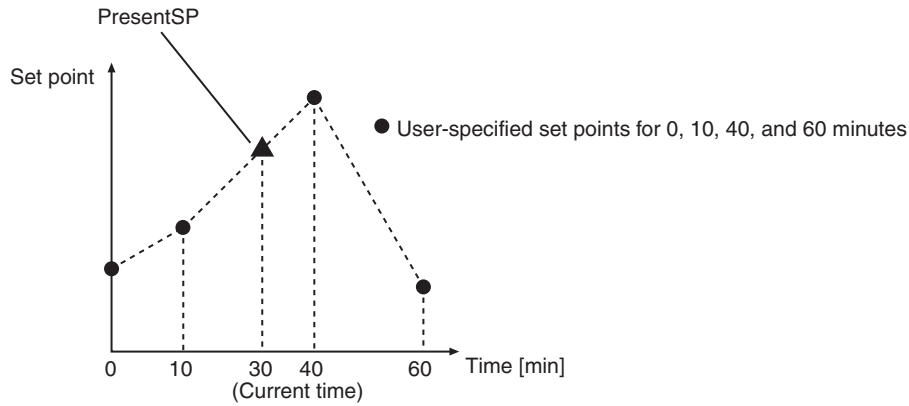 PresentSP
Set point
User-specified set points for 0, 10, 40, and 60 minutes
0 10 30 40 60 Time [min]
(Current time)